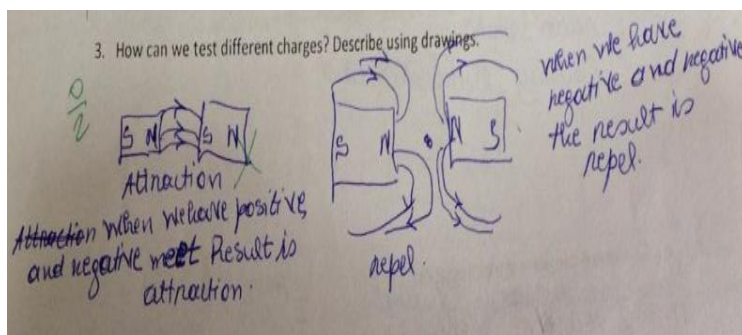 3. How can we test different charges? Describe using drawings.
0/2
S N S N
Attraction
Attraction when we have positive
and negative meet Result is
attraction.
S N N S
repel.
when we have
negative and negative
the result is
repel.